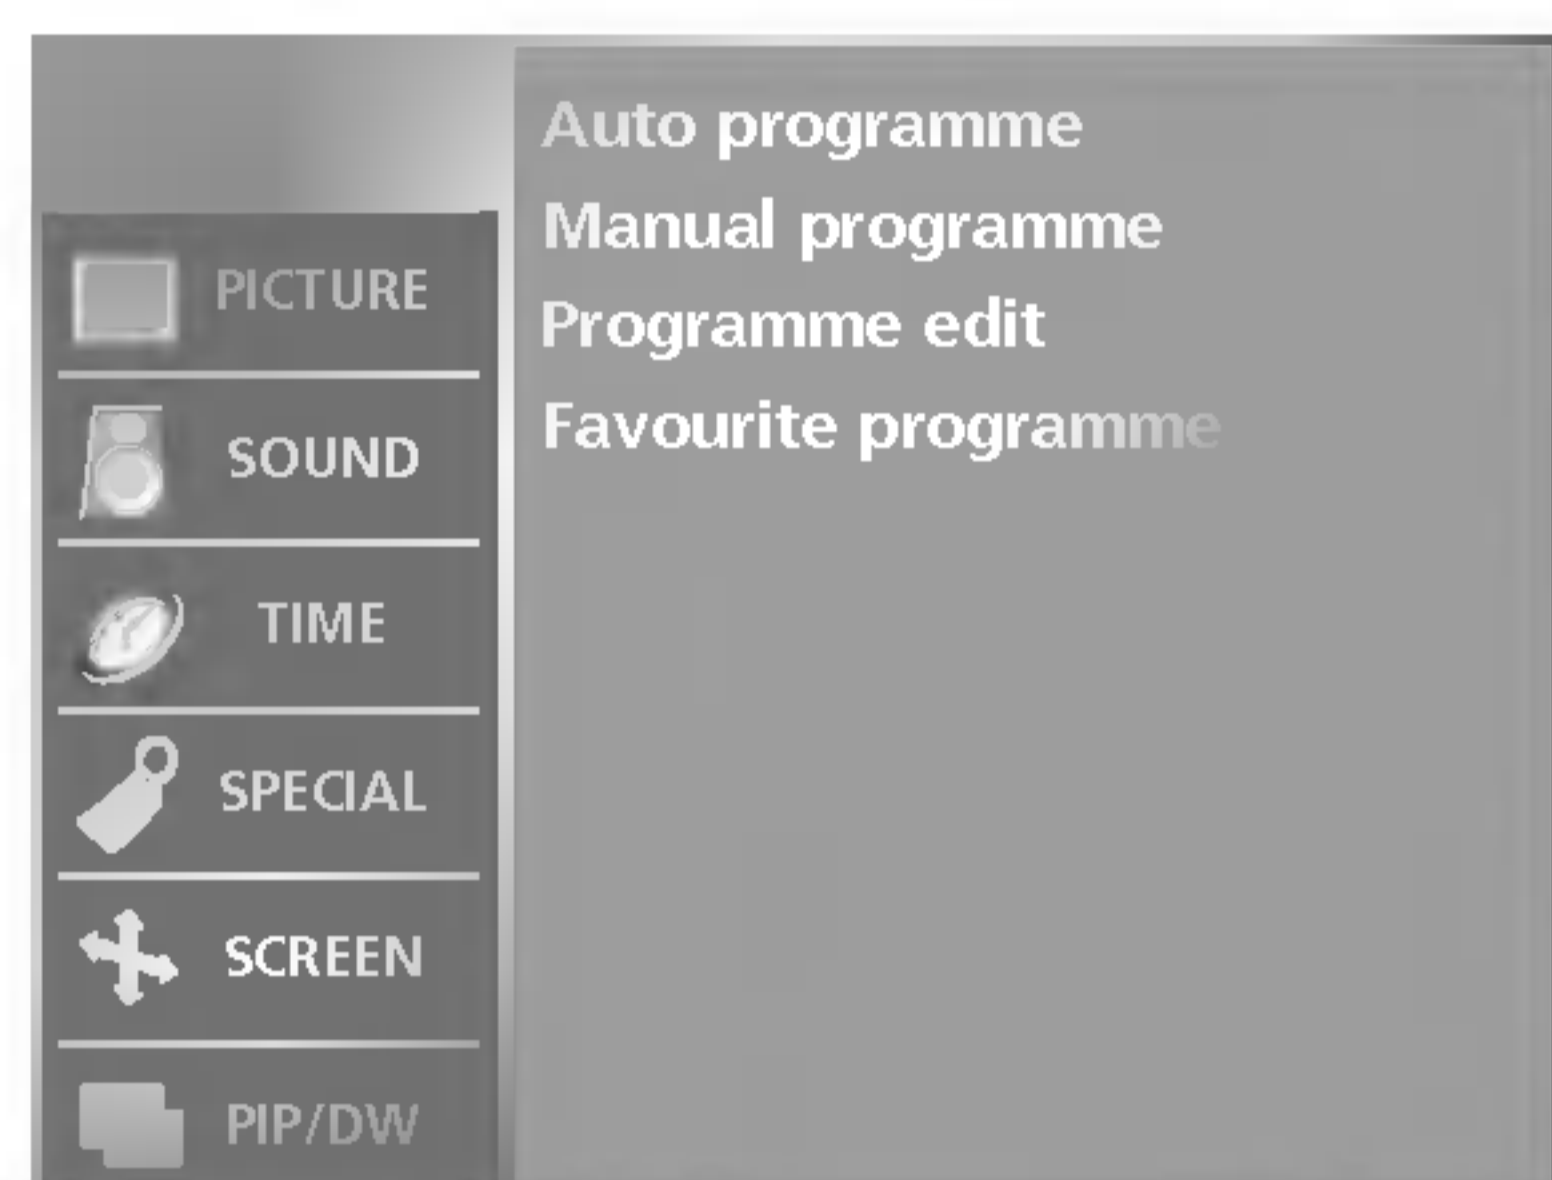 Auto programme
Manual programme
Programme edit
Favourite programme
PICTURE
SOUND
TIME
SPECIAL
SCREEN
PIP/DW